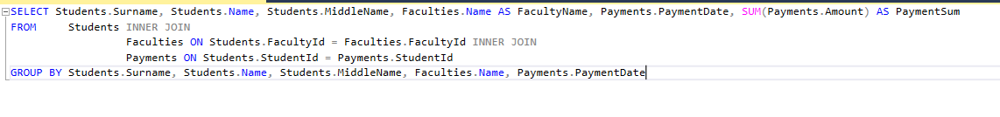 SELECT Students.Surname, Students.Name, Students.MiddleName, Faculties.Name AS FacultyName, Payments.PaymentDate, SUM(Payments.Amount) AS PaymentSum
FROM Students INNER JOIN
Faculties ON Students.FacultyId = Faculties.FacultyId INNER JOIN
Payments ON Students.StudentId = Payments.StudentId
GROUP BY Students.Surname, Students.Name, Students.MiddleName, Faculties.Name, Payments.PaymentDate